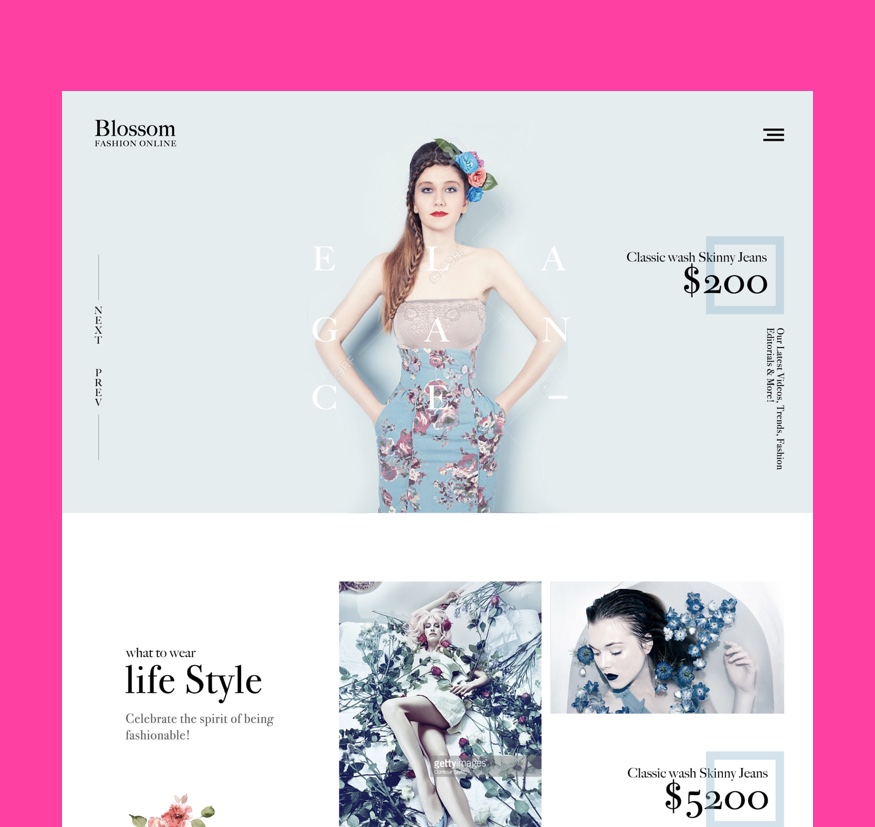 Blossom
FASHION ONLINE
E L A
G A N
C E –
NEXT
PREV
Classic wash Skinny Jeans
$200
Our Latest Videos, Trends, Fashion
Editorials & More!
what to wear
life Style
Celebrate the spirit of being
fashionable!
gettyimages
Classic wash Skinny Jeans
$5200